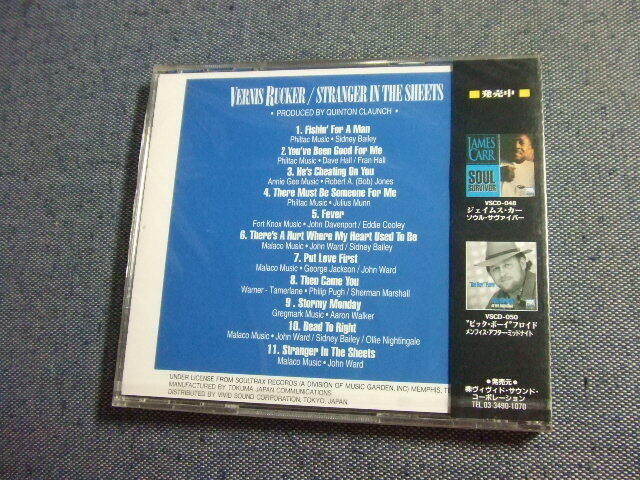 VERNIS RUCKER / STRANGER IN THE SHEETS
• PRODUCED BY QUINTON CLAUNCH •
1. Fishin' For A Man
Philtac Music • Sidney Bailey
2. You've Been Good For Me
Philtac Music • Dave Hall / Fran Hall
3. He's Cheating On You
Annie Gee Music • Robert A. (Bob) Jones
4. There Must Be Someone For Me
Philtac Music • Julius Munn
5. Fever
Fort Knox Music • John Davenport / Eddie Cooley
6. There's A Hurt Where My Heart Used To Be
Malaco Music • John Ward / Sidney Bailey
7. Put Love First
Malaco Music • George Jackson / John Ward
8. Then Came You
Warner - Tamerlane • Philip Pugh / Sherman Marshall
9. Stormy Monday
Gregmark Music • Aaron Walker
10. Dead To Right
Malaco Music • John Ward / Sidney Bailey / Ollie Nightingale
11. Stranger In The Sheets
Malaco Music • John Ward
UNDER LICENSE FROM SOULTRAX RECORDS (A DIVISION OF MUSIC GARDEN, INC) MEMPHIS,
MANUFACTURED BY TOKUMA JAPAN COMMUNICATIONS.
DISTRIBUTED BY VIVID SOUND CORPORATION, TOKYO, JAPAN.
■ 発売中 ■
JAMES CARR
SOUL SURVIVOR
VSCD-048
ジェイムス・カー
ソウル・サヴァイバー
VSCD-050
"ビック・ボーイ"フロイド
メンフィス・アフター・ミッドナイト
●発売元●
㈱ヴィヴィド・サウンド・
コーポレーション
TEL.03-3490-1070